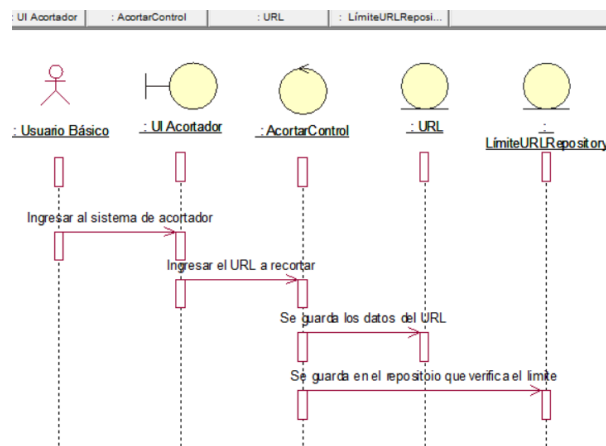 : UI Acortador
: AcortarControl
: URL
: LímiteURLReposi...
: Usuario Básico
: UI Acortador
: AcortarControl
: URL
:
LímiteURLRepository
Ingresar al sistema de acortador
Ingresar el URL a recortar
Se guarda los datos del URL
Se guarda en el repositoio que verifica el limite